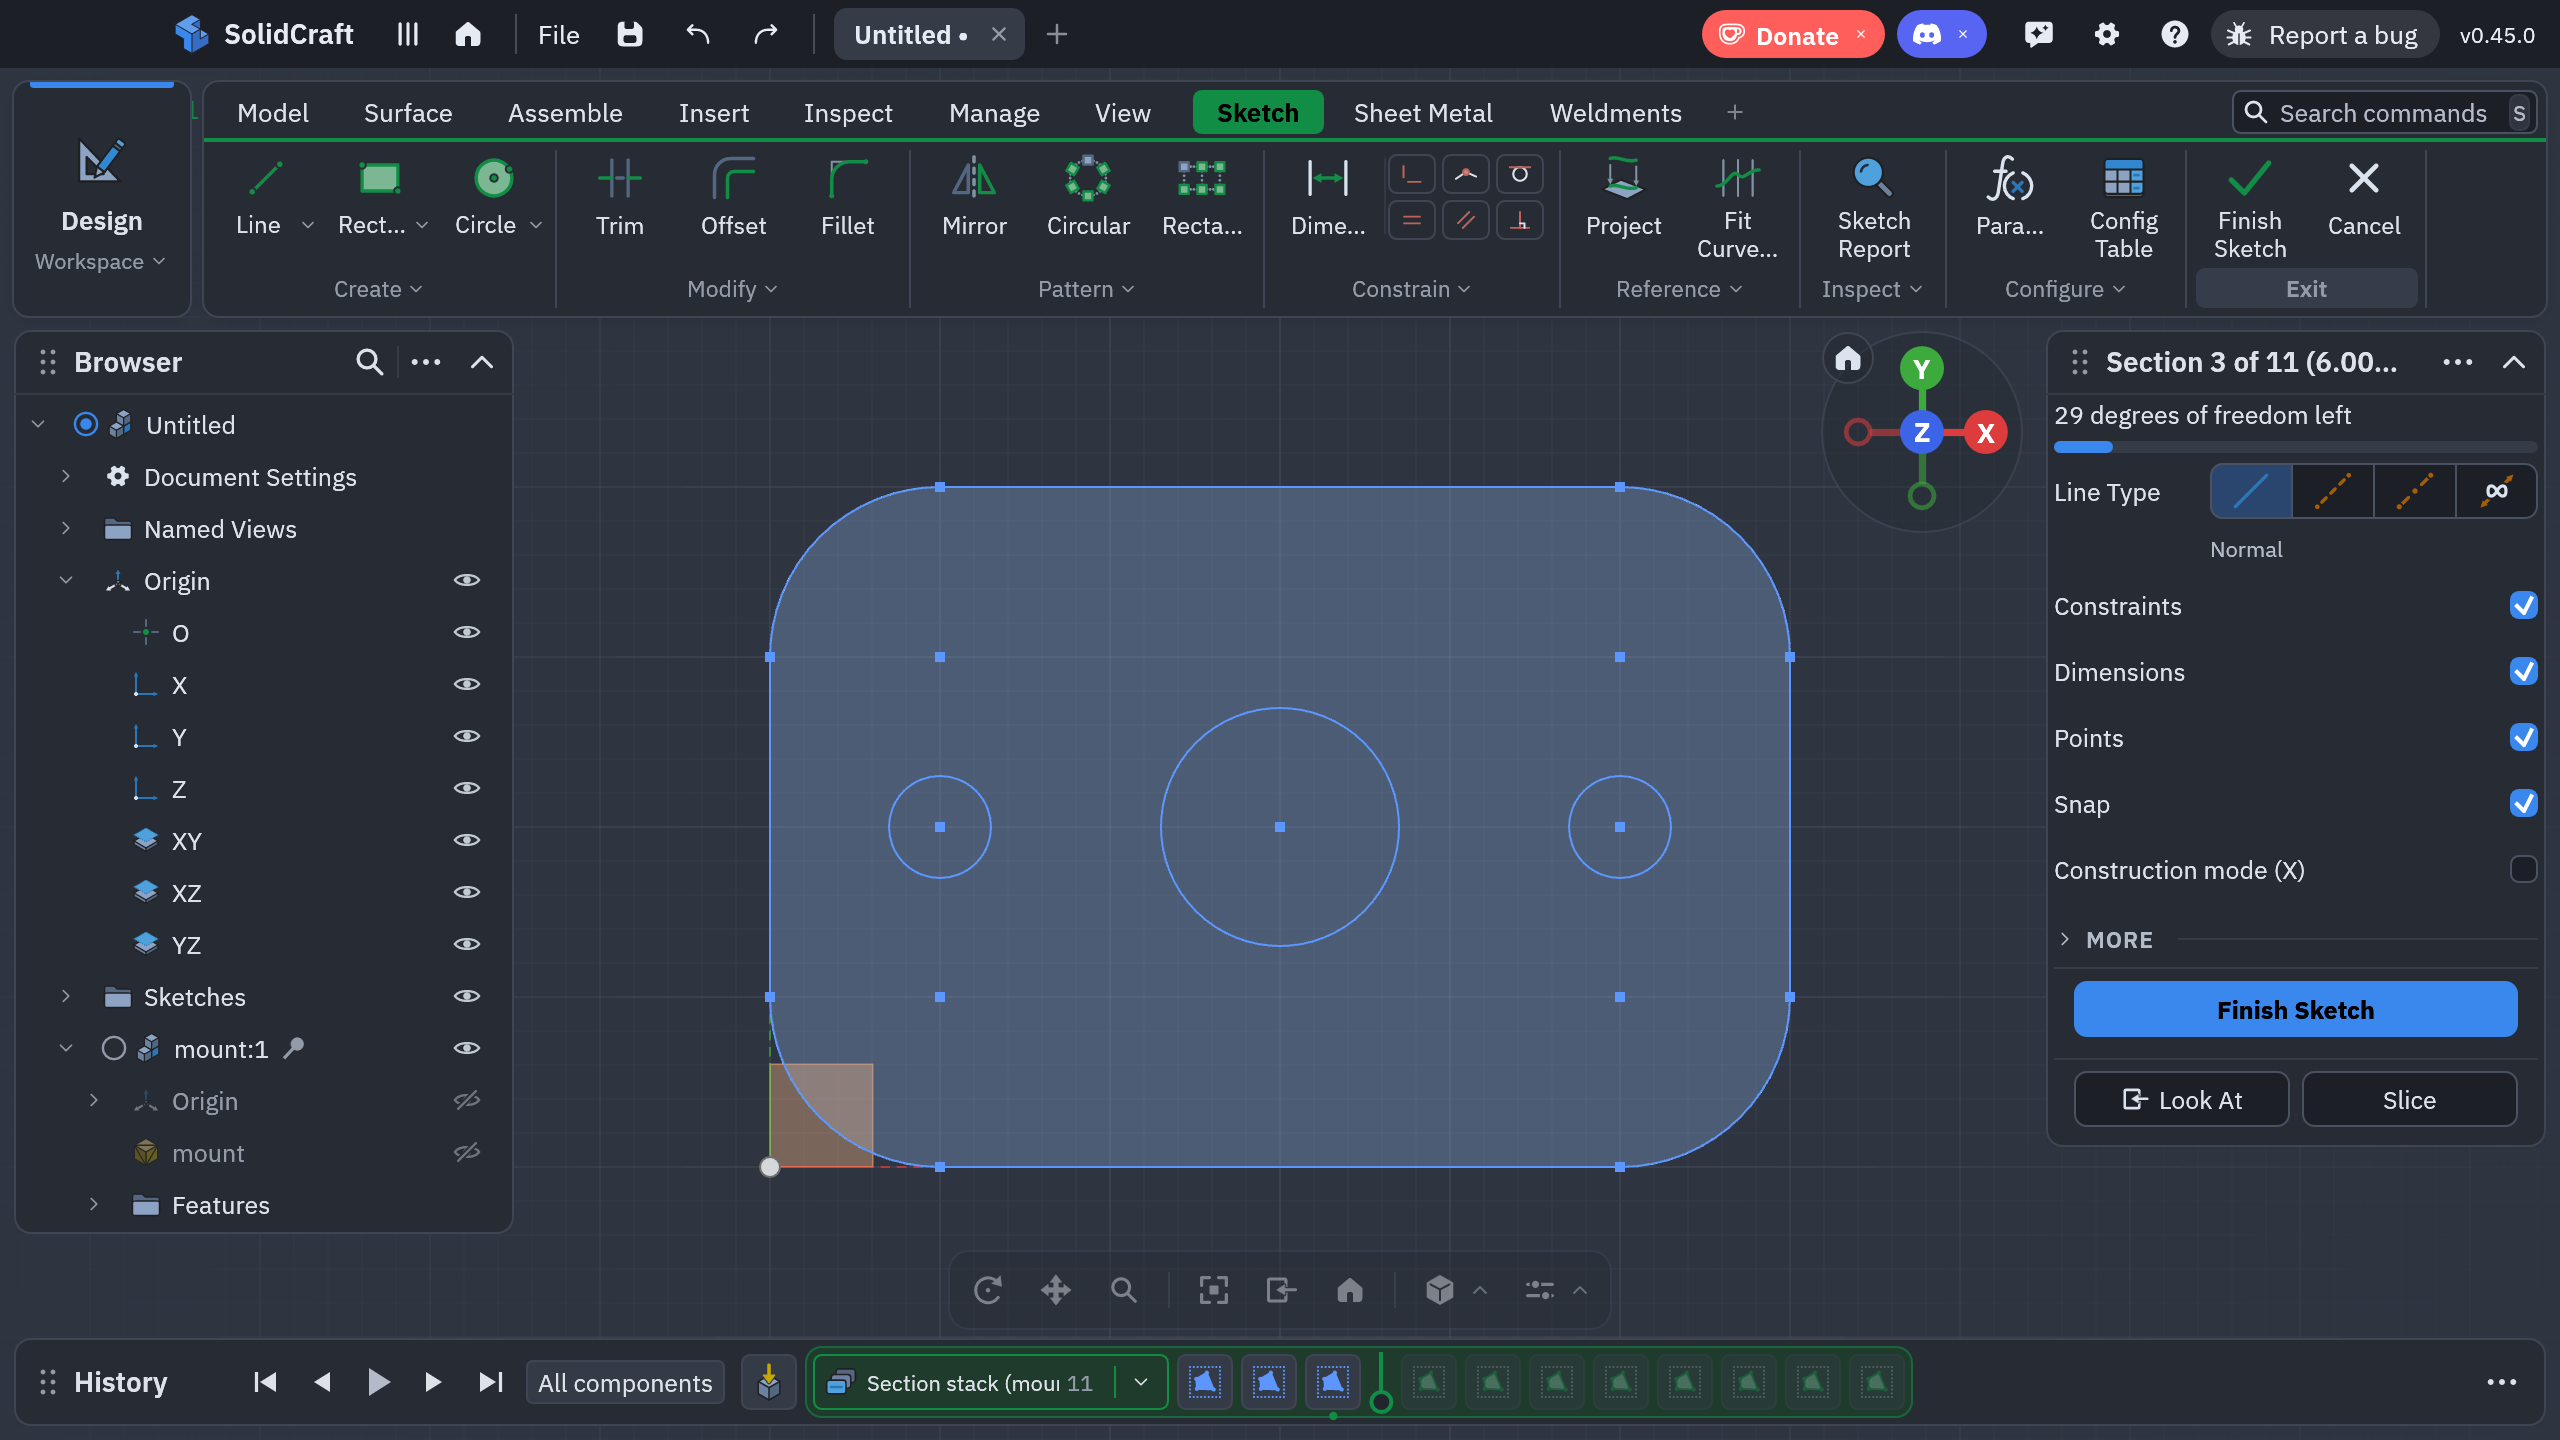 SolidCraft
File
Untitled •
Donate
Report a bug
v0.45.0
Design
Workspace
Model
Surface
Assemble
Insert
Inspect
Manage
View
Sketch
Sheet Metal
Weldments
Search commands
S
Line
Rect...
Circle
Trim
Offset
Fillet
Mirror
Circular
Recta...
Dime...
Project
Fit
Curve...
Sketch
Report
Para...
Config
Table
Finish
Sketch
Cancel
Create
Modify
Pattern
Constrain
Reference
Inspect
Configure
Exit
Browser
Untitled
Document Settings
Named Views
Origin
O
X
Y
Z
XY
XZ
YZ
Sketches
mount:1
Origin
mount
Features
Y
Z
X
Section 3 of 11 (6.00...
29 degrees of freedom left
Line Type
Normal
Constraints
Dimensions
Points
Snap
Construction mode (X)
MORE
Finish Sketch
Look At
Slice
History
All components
Section stack (mou 11